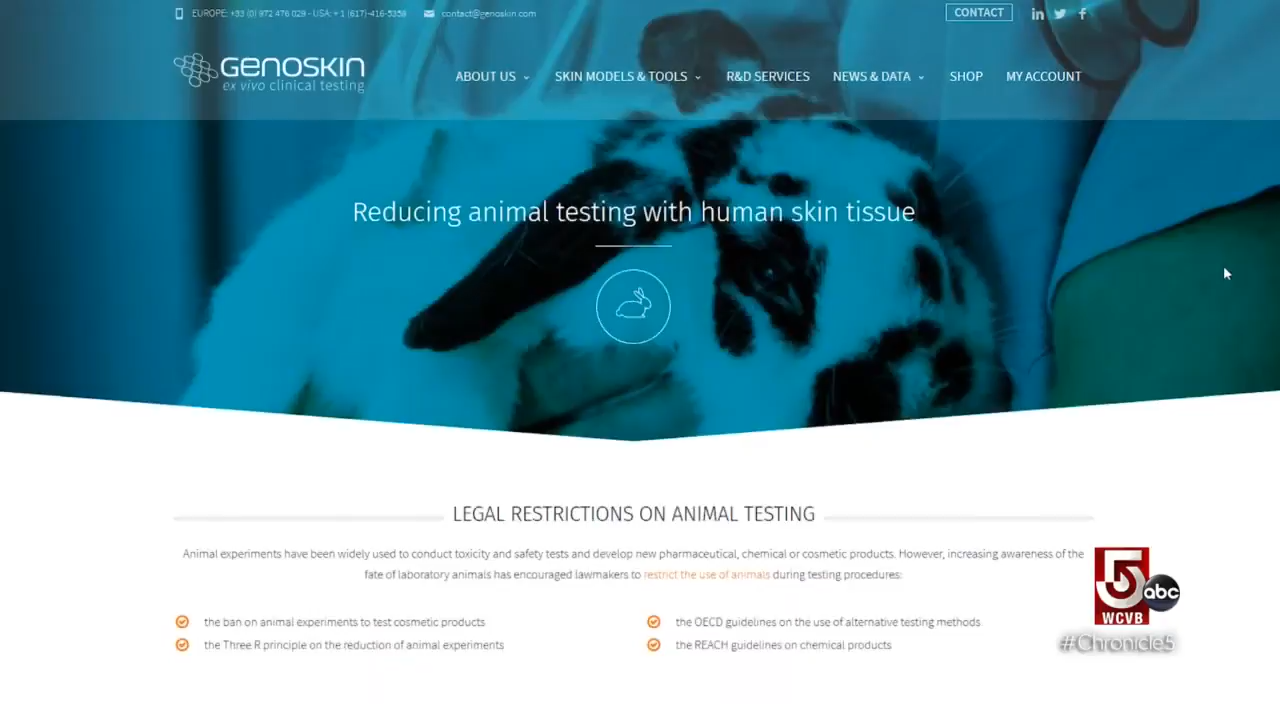 EUROPE: +33 (0) 972 476 029 - USA: + 1 (617)-416-5359 contact@genoskin.com CONTACT
GENOSKIN
ex vivo clinical testing
ABOUT US SKIN MODELS & TOOLS R&D SERVICES NEWS & DATA SHOP MY ACCOUNT
Reducing animal testing with human skin tissue
LEGAL RESTRICTIONS ON ANIMAL TESTING
Animal experiments have been widely used to conduct toxicity and safety tests and develop new pharmaceutical, chemical or cosmetic products. However, increasing awareness of the
fate of laboratory animals has encouraged lawmakers to restrict the use of animals during testing procedures:
the ban on animal experiments to test cosmetic products
the Three R principle on the reduction of animal experiments
the OECD guidelines on the use of alternative testing methods
the REACH guidelines on chemical products
5 abc
WCVB
#Chronicle5